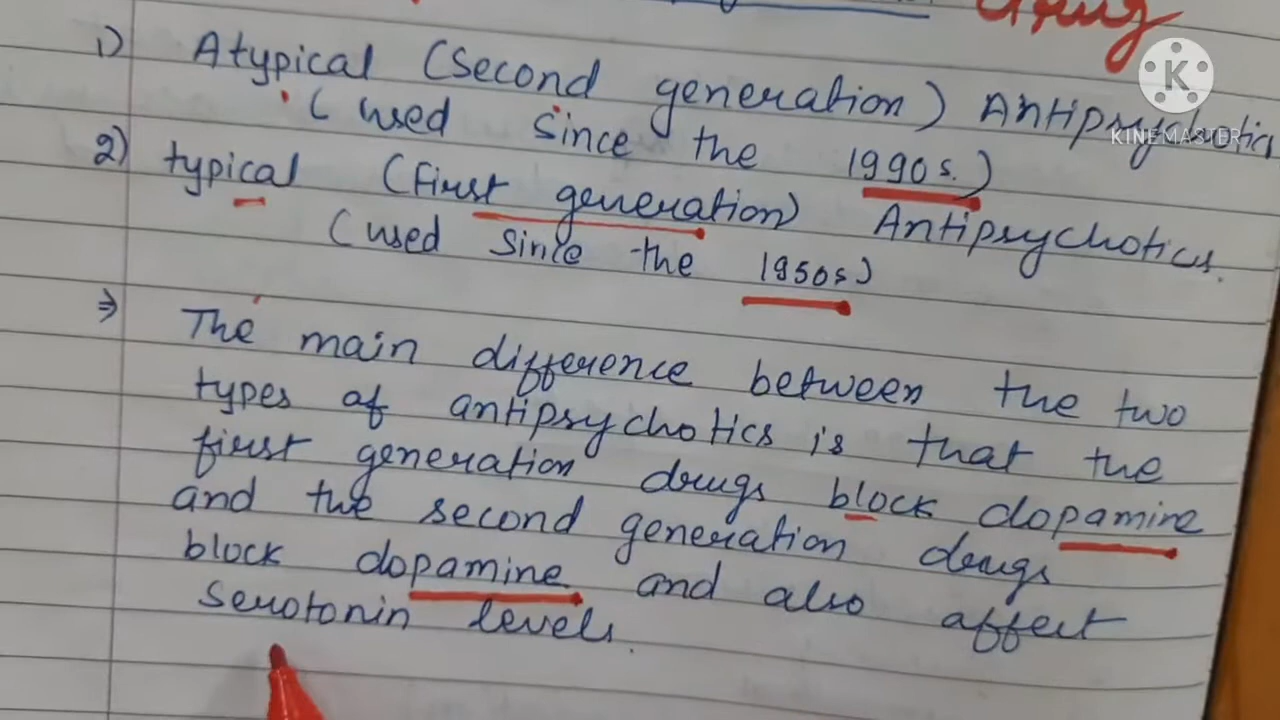 Drug
1) Atypical (Second generation) Antipsychotics
(used since the 1990s.)
2) typical (First generation) Antipsychotics.
(used since the 1950s)
⇒ The main difference between the two
types of antipsychotics is that the
first generation drugs block dopamine
and the second generation drugs
block dopamine and also affect
serotonin levels.
K
KINEMASTER